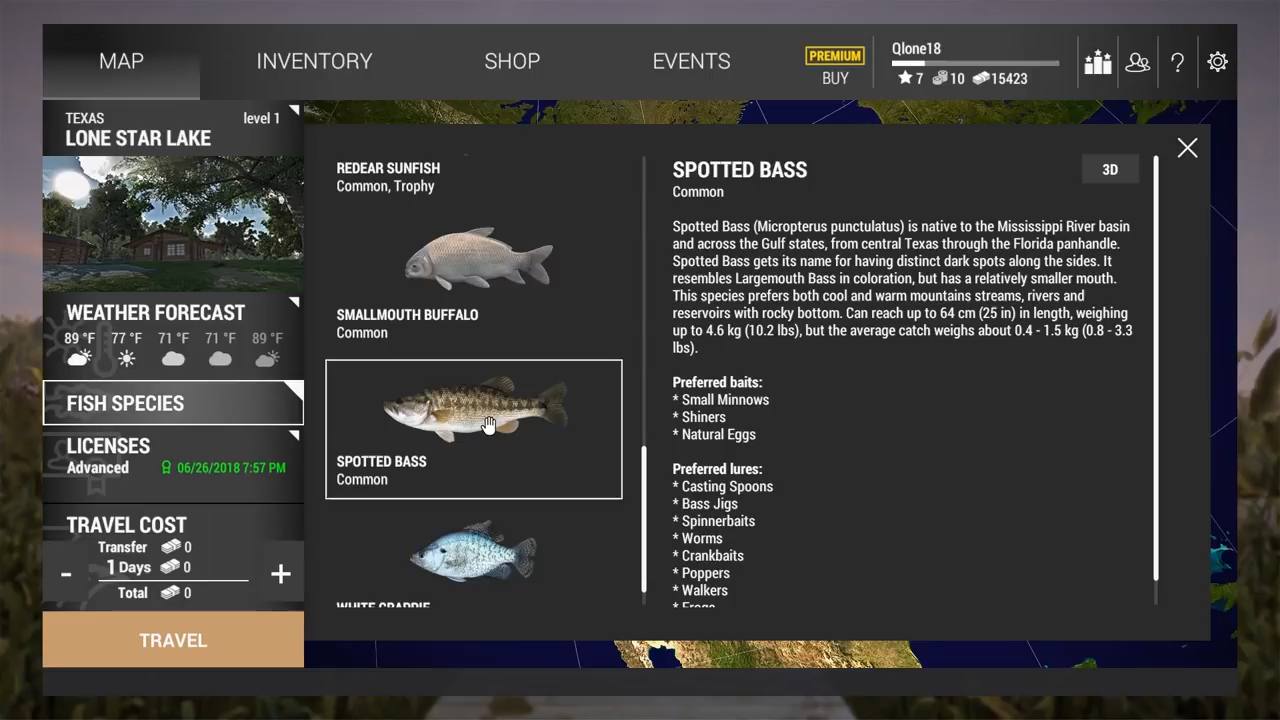 MAP
INVENTORY
SHOP
EVENTS
PREMIUM
BUY
Qlone18
7
10
15423
?
TEXAS
level 1
LONE STAR LAKE
WEATHER FORECAST
89 °F 77 °F 71 °F 71 °F 89 °F
FISH SPECIES
LICENSES
Advanced 06/26/2018 7:57 PM
TRAVEL COST
Transfer 0
- 1 Days 0 +
Total 0
TRAVEL
REDEAR SUNFISH
Common, Trophy
SMALLMOUTH BUFFALO
Common
SPOTTED BASS
Common
WHITE CRAPPIE
SPOTTED BASS
3D
Common
Spotted Bass (Micropterus punctulatus) is native to the Mississippi River basin
and across the Gulf states, from central Texas through the Florida panhandle.
Spotted Bass gets its name for having distinct dark spots along the sides. It
resembles Largemouth Bass in coloration, but has a relatively smaller mouth.
This species prefers both cool and warm mountains streams, rivers and
reservoirs with rocky bottom. Can reach up to 64 cm (25 in) in length, weighing
up to 4.6 kg (10.2 lbs), but the average catch weighs about 0.4 - 1.5 kg (0.8 - 3.3
lbs).
Preferred baits:
* Small Minnows
* Shiners
* Natural Eggs
Preferred lures:
* Casting Spoons
* Bass Jigs
* Spinnerbaits
* Worms
* Crankbaits
* Poppers
* Walkers
* Frogs